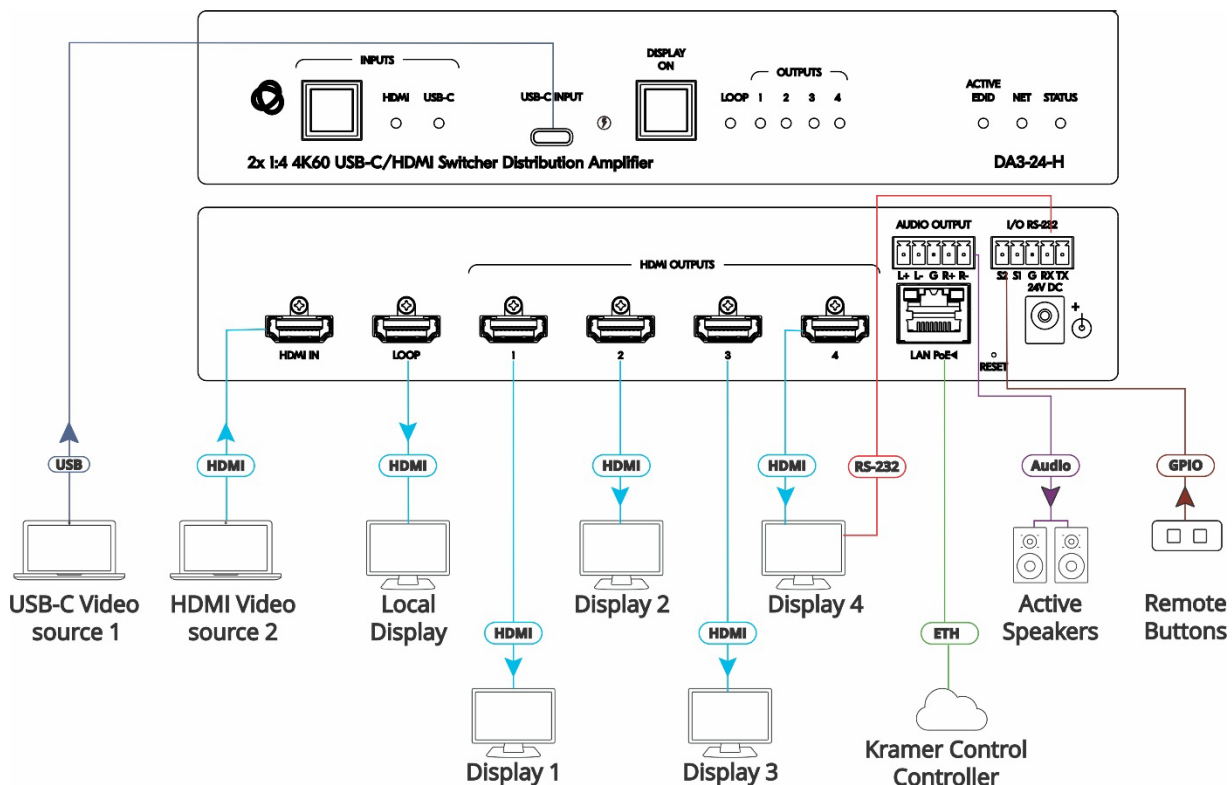 DISPLAY
ON
INPUTS
OUTPUTS
HDMI USB-C
USB-C INPUT
LOOP 1 2 3 4
ACTIVE
EDID NET STATUS
2x 1:4 4K60 USB-C/HDMI Switcher Distribution Amplifier
DA3-24-H
HDMI OUTPUTS
AUDIO OUTPUT
I/O RS-232
L+ L- G R+ R-
S2 S1 G RX TX
24V DC
+
HDMI IN
LOOP
1
2
3
4
LAN PoE
RESET
USB
HDMI
HDMI
HDMI
HDMI
RS-232
Audio
GPIO
USB-C Video
source 1
HDMI Video
source 2
Local
Display
Display 2
Display 4
Active
Speakers
Remote
Buttons
HDMI
HDMI
ETH
Display 1
Display 3
Kramer Control
Controller